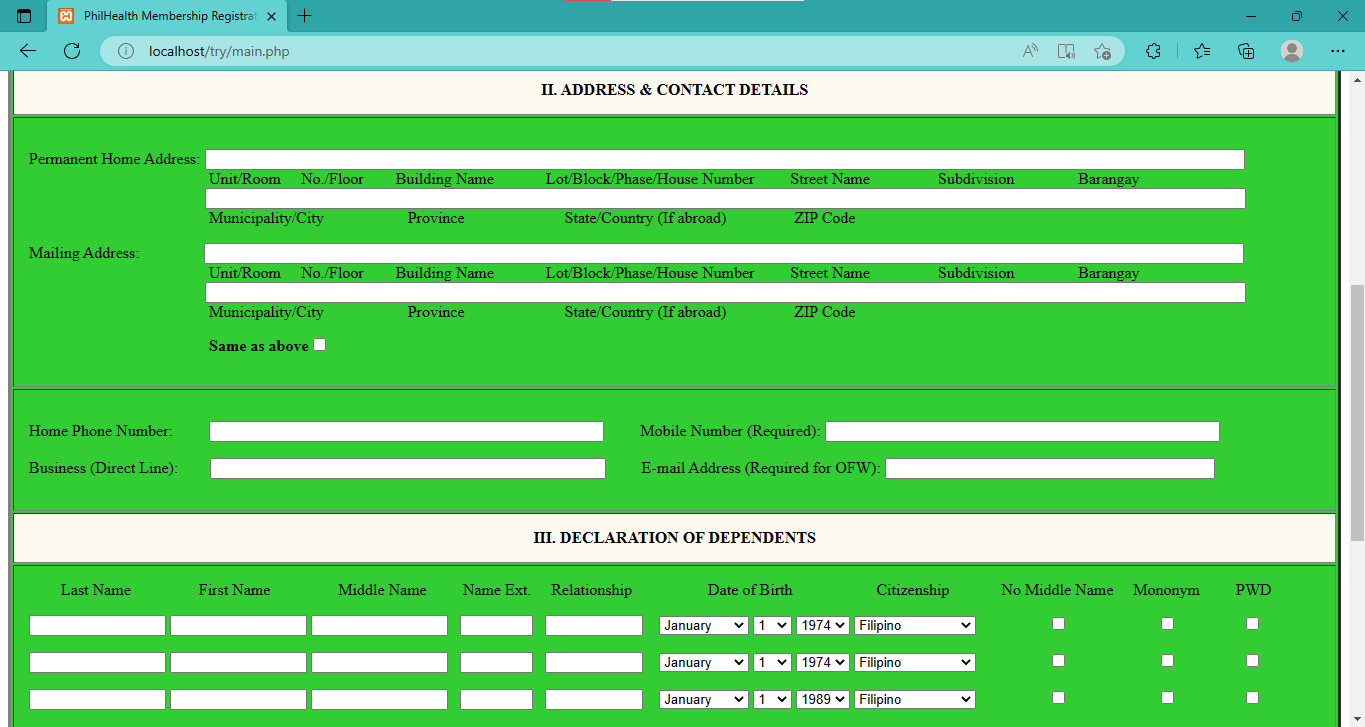 PhilHealth Membership Registrat
localhost/try/main.php
II. ADDRESS & CONTACT DETAILS
Permanent Home Address:
Unit/Room No./Floor Building Name Lot/Block/Phase/House Number Street Name Subdivision Barangay
Municipality/City Province State/Country (If abroad) ZIP Code
Mailing Address:
Unit/Room No./Floor Building Name Lot/Block/Phase/House Number Street Name Subdivision Barangay
Municipality/City Province State/Country (If abroad) ZIP Code
Same as above
Home Phone Number: Mobile Number (Required):
Business (Direct Line): E-mail Address (Required for OFW):
III. DECLARATION OF DEPENDENTS
Last Name First Name Middle Name Name Ext. Relationship Date of Birth Citizenship No Middle Name Mononym PWD
January 1 1974 Filipino
January 1 1974 Filipino
January 1 1989 Filipino